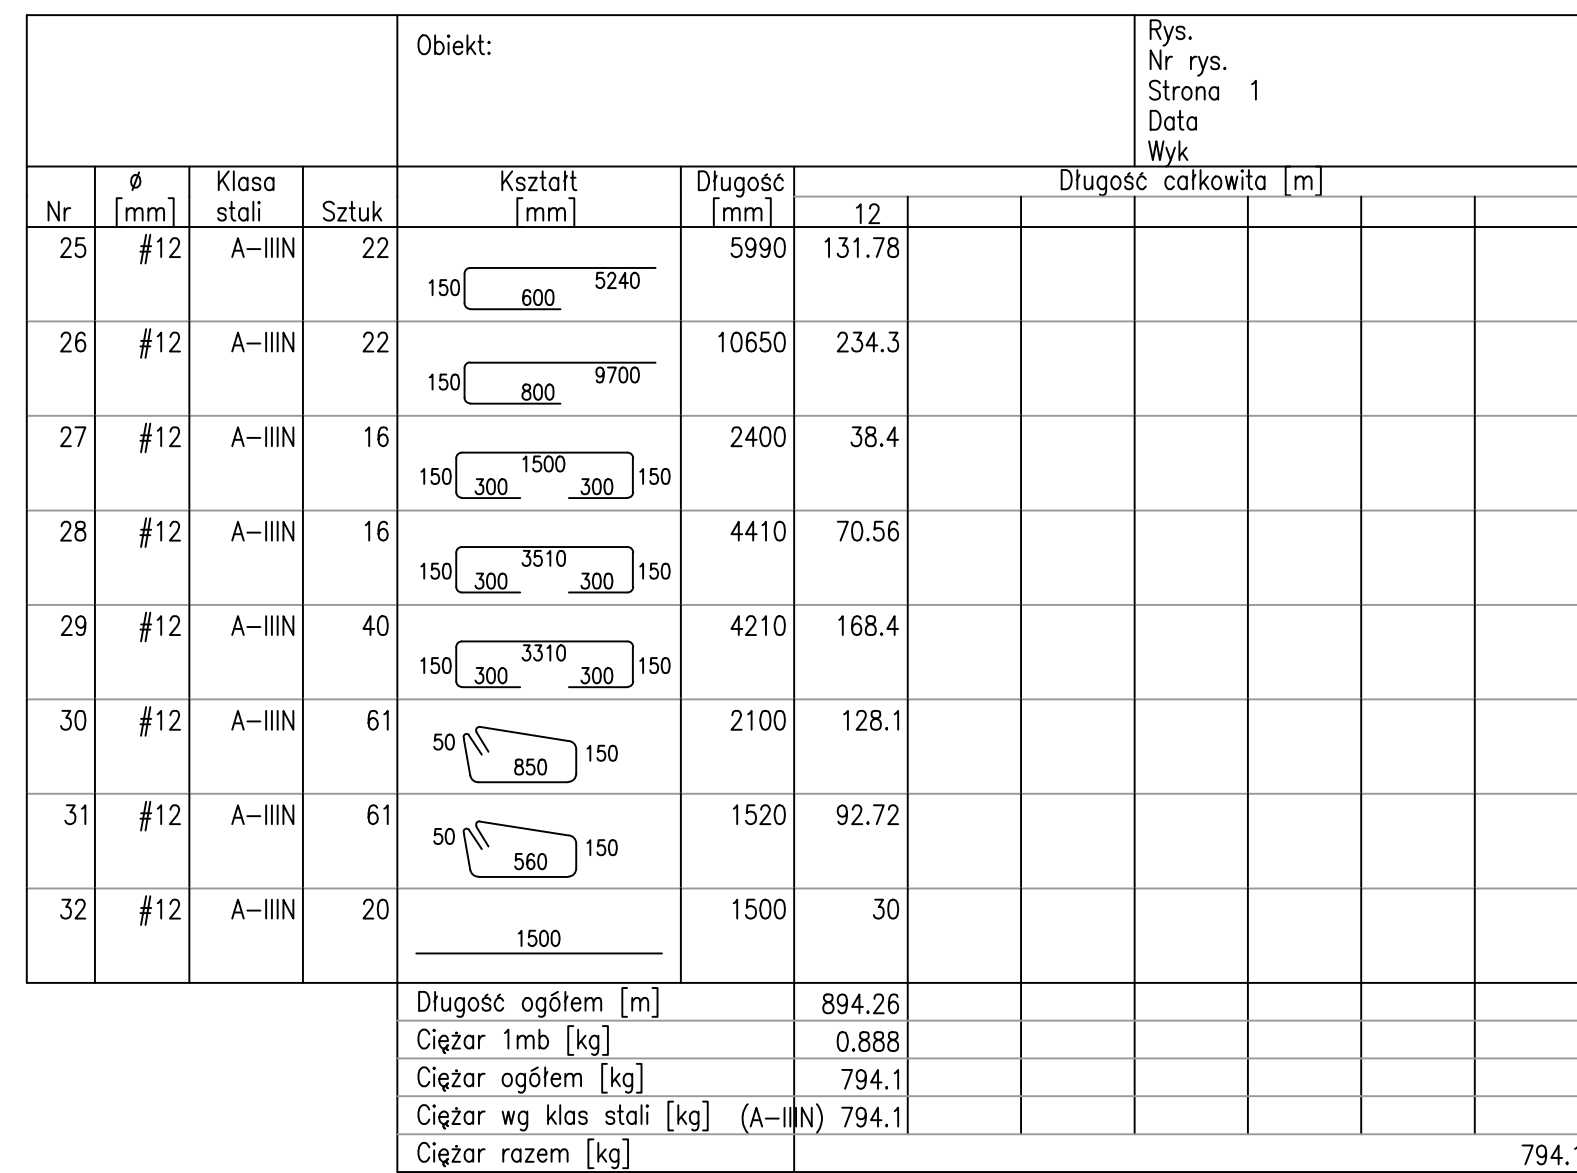 Obiekt:
Rys.
Nr rys.
Strona 1
Data
Wyk
Nr ø [mm] Klasa stali Sztuk Kształt [mm] Długość [mm] Długość całkowita [m]
12
25 #12 A-IIIN 22 5990 131.78
150 600 5240
26 #12 A-IIIN 22 10650 234.3
150 800 9700
27 #12 A-IIIN 16 2400 38.4
150 300 1500 300 150
28 #12 A-IIIN 16 4410 70.56
150 300 3510 300 150
29 #12 A-IIIN 40 4210 168.4
150 300 3310 300 150
30 #12 A-IIIN 61 2100 128.1
50 850 150
31 #12 A-IIIN 61 1520 92.72
50 560 150
32 #12 A-IIIN 20 1500 30
1500
Długość ogółem [m] 894.26
Ciężar 1mb [kg] 0.888
Ciężar ogółem [kg] 794.1
Ciężar wg klas stali [kg] (A-IIIN) 794.1
Ciężar razem [kg] 794.1